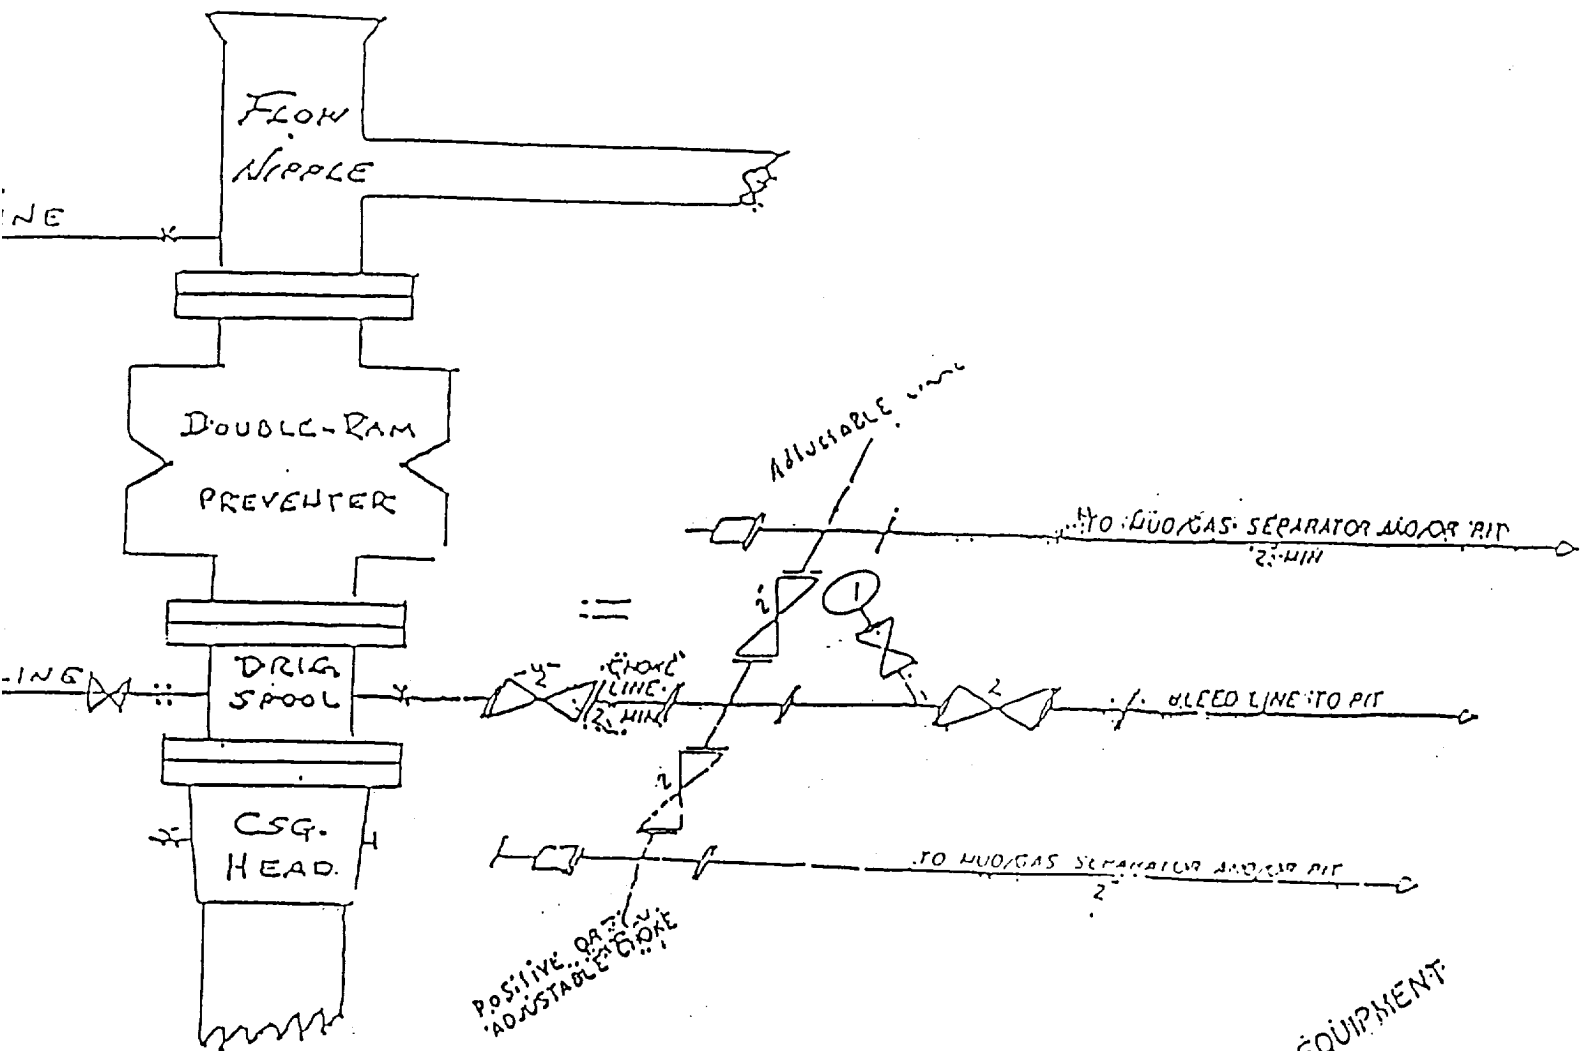 FLOW
NIPPLE
INE
DOUBLE-RAM
PREVENTER
ADJUSTABLE
TO MUD/GAS SEPARATOR AND/OR PIT
2" MIN
2
1
LINE
DRLG
SPOOL
2
CHOKE
LINE
2" MIN
2
BLEED LINE TO PIT
2
CSG.
HEAD.
TO MUD/GAS SEPARATOR AND/OR PIT
2"
POSITIVE OR
ADJUSTABLE CHOKE
EQUIPMENT